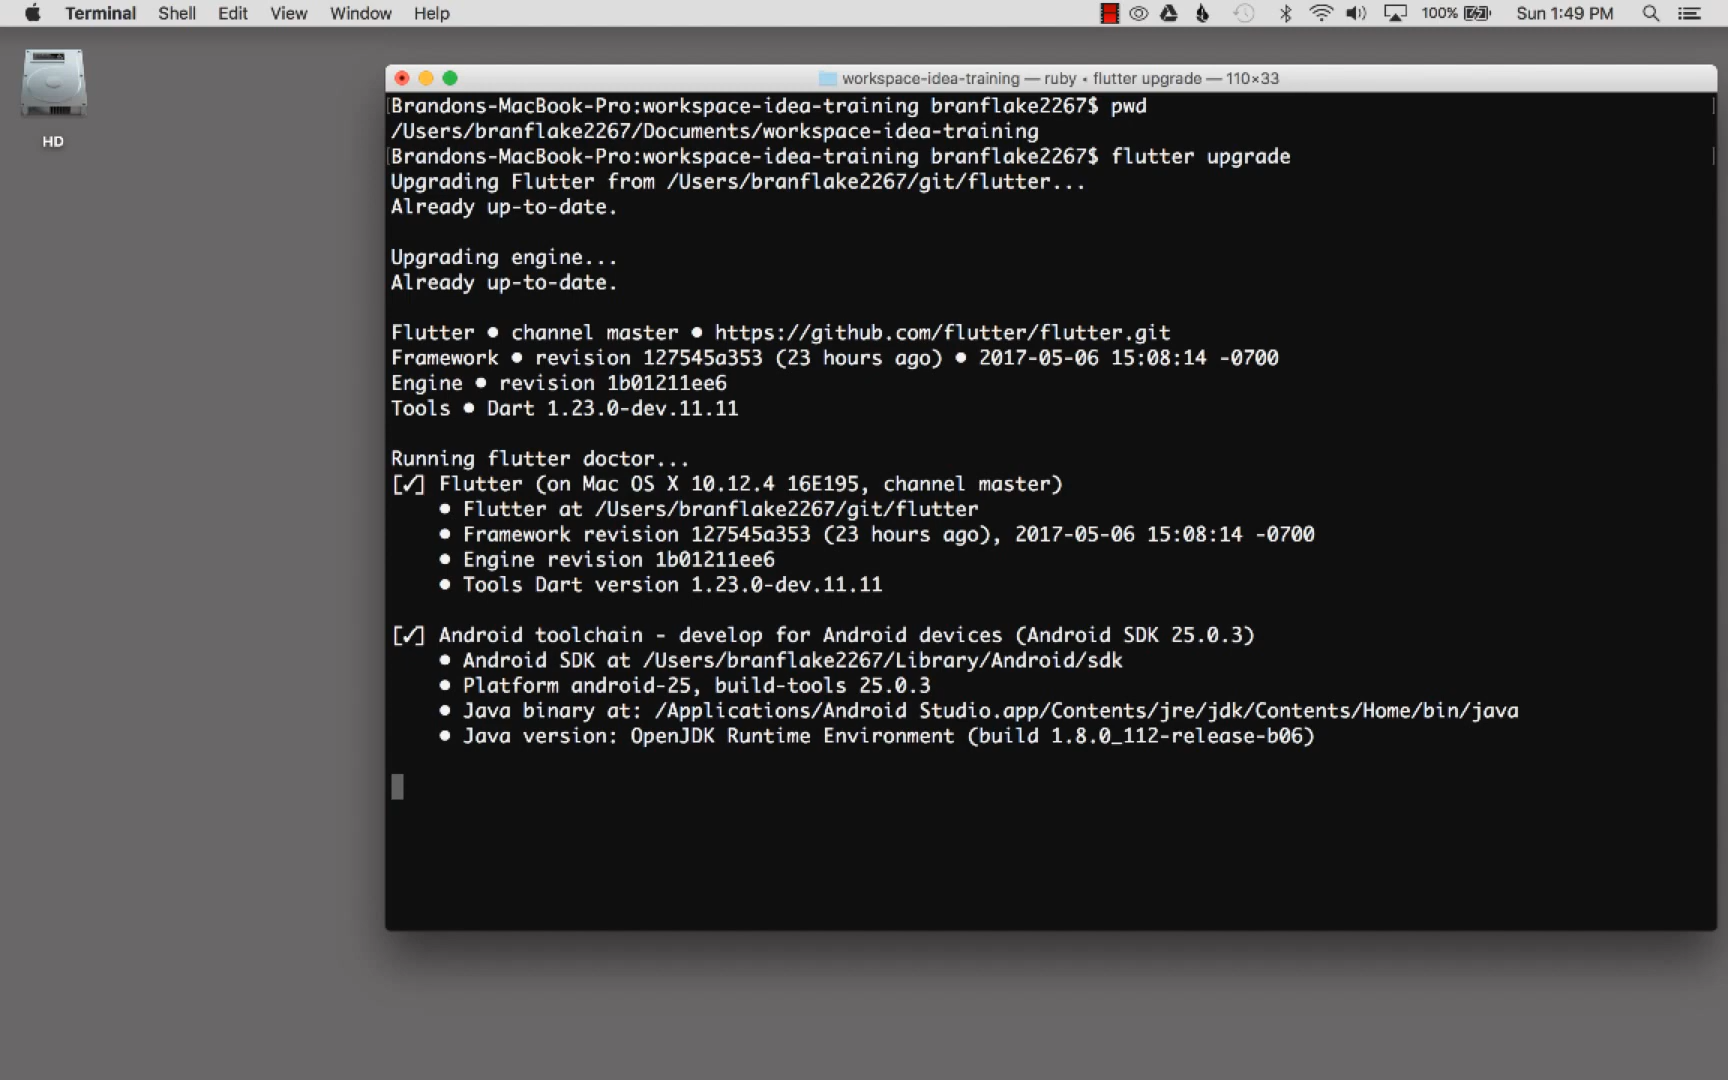 Terminal Shell Edit View Window Help 100% Sun 1:49 PM
HD
workspace-idea-training — ruby • flutter upgrade — 110×33
[Brandons-MacBook-Pro:workspace-idea-training branflake2267$ pwd ]
/Users/branflake2267/Documents/workspace-idea-training
[Brandons-MacBook-Pro:workspace-idea-training branflake2267$ flutter upgrade ]
Upgrading Flutter from /Users/branflake2267/git/flutter...
Already up-to-date.
Upgrading engine...
Already up-to-date.
Flutter • channel master • https://github.com/flutter/flutter.git
Framework • revision 127545a353 (23 hours ago) • 2017-05-06 15:08:14 -0700
Engine • revision 1b01211ee6
Tools • Dart 1.23.0-dev.11.11
Running flutter doctor...
[✓] Flutter (on Mac OS X 10.12.4 16E195, channel master)
• Flutter at /Users/branflake2267/git/flutter
• Framework revision 127545a353 (23 hours ago), 2017-05-06 15:08:14 -0700
• Engine revision 1b01211ee6
• Tools Dart version 1.23.0-dev.11.11
[✓] Android toolchain - develop for Android devices (Android SDK 25.0.3)
• Android SDK at /Users/branflake2267/Library/Android/sdk
• Platform android-25, build-tools 25.0.3
• Java binary at: /Applications/Android Studio.app/Contents/jre/jdk/Contents/Home/bin/java
• Java version: OpenJDK Runtime Environment (build 1.8.0_112-release-b06)